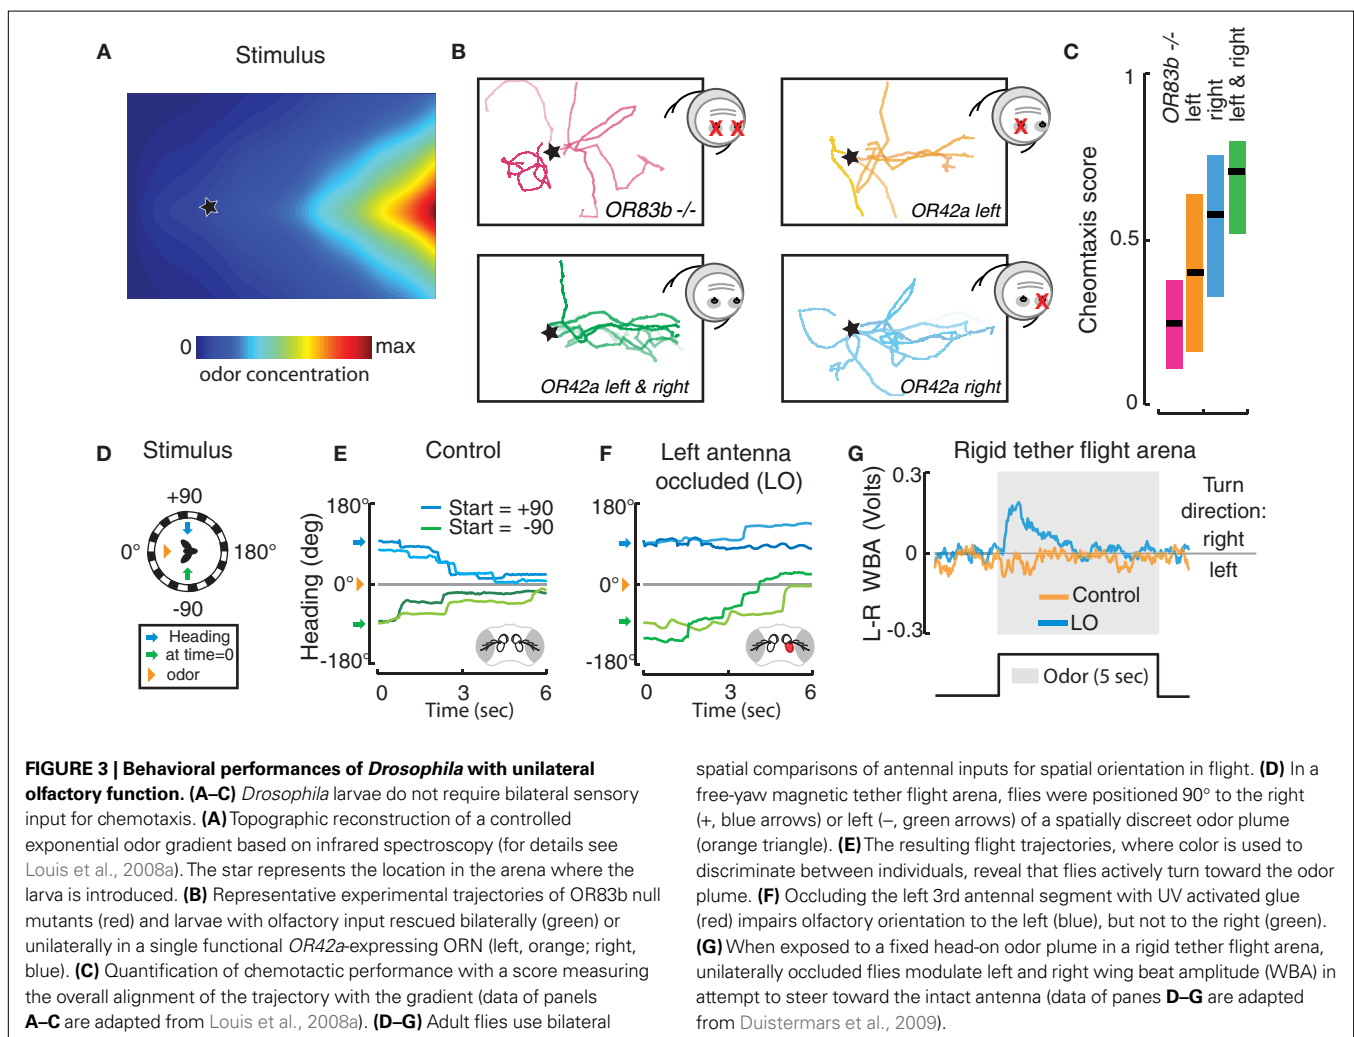 A
Stimulus
0
max
odor concentration
B
OR83b -/-
OR42a left
OR42a left & right
OR42a right
C
Cheomtaxis score
1
0.5
0
OR83b -/-
left
right
left & right
D
Stimulus
+90
0°
180°
-90
Heading
at time=0
odor
E
Control
Heading (deg)
180°
0°
-180°
Start = +90
Start = -90
0
3
6
Time (sec)
F
Left antenna
occluded (LO)
180°
0°
-180°
0
3
6
Time (sec)
G
Rigid tether flight arena
L-R WBA (Volts)
0.3
0
-0.3
Turn
direction:
right
left
Control
LO
Odor (5 sec)
FIGURE 3 | Behavioral performances of Drosophila with unilateral
olfactory function. (A–C) Drosophila larvae do not require bilateral sensory
input for chemotaxis. (A) Topographic reconstruction of a controlled
exponential odor gradient based on infrared spectroscopy (for details see
Louis et al., 2008a). The star represents the location in the arena where the
larva is introduced. (B) Representative experimental trajectories of OR83b null
mutants (red) and larvae with olfactory input rescued bilaterally (green) or
unilaterally in a single functional OR42a-expressing ORN (left, orange; right,
blue). (C) Quantification of chemotactic performance with a score measuring
the overall alignment of the trajectory with the gradient (data of panels
A–C are adapted from Louis et al., 2008a). (D–G) Adult flies use bilateral
spatial comparisons of antennal inputs for spatial orientation in flight. (D) In a
free-yaw magnetic tether flight arena, flies were positioned 90° to the right
(+, blue arrows) or left (–, green arrows) of a spatially discreet odor plume
(orange triangle). (E) The resulting flight trajectories, where color is used to
discriminate between individuals, reveal that flies actively turn toward the odor
plume. (F) Occluding the left 3rd antennal segment with UV activated glue
(red) impairs olfactory orientation to the left (blue), but not to the right (green).
(G) When exposed to a fixed head-on odor plume in a rigid tether flight arena,
unilaterally occluded flies modulate left and right wing beat amplitude (WBA) in
attempt to steer toward the intact antenna (data of panes D–G are adapted
from Duistermars et al., 2009).